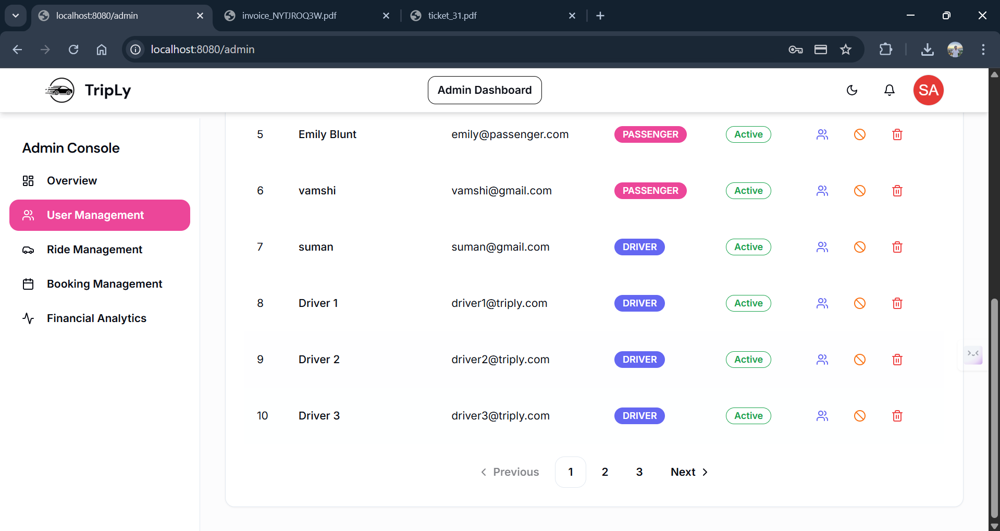 localhost:8080/admin
invoice_NYTJROQ3W.pdf
ticket_31.pdf
localhost:8080/admin
TripLy
Admin Dashboard
SA
Admin Console
Overview
User Management
Ride Management
Booking Management
Financial Analytics
5 Emily Blunt emily@passenger.com PASSENGER Active
6 vamshi vamshi@gmail.com PASSENGER Active
7 suman suman@gmail.com DRIVER Active
8 Driver 1 driver1@triply.com DRIVER Active
9 Driver 2 driver2@triply.com DRIVER Active
10 Driver 3 driver3@triply.com DRIVER Active
Previous 1 2 3 Next